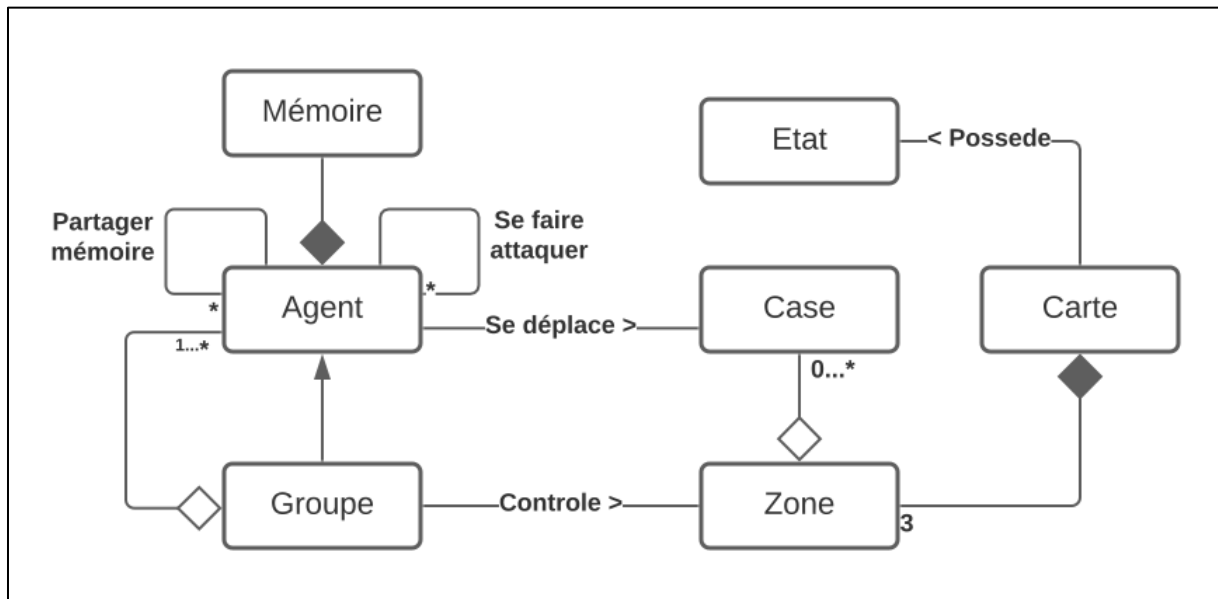 Mémoire
Etat
< Possede
Partager
mémoire
Se faire
attaquer
*
Agent
*
Se déplace >
Case
Carte
1...*
0...*
Groupe
Controle >
Zone
3